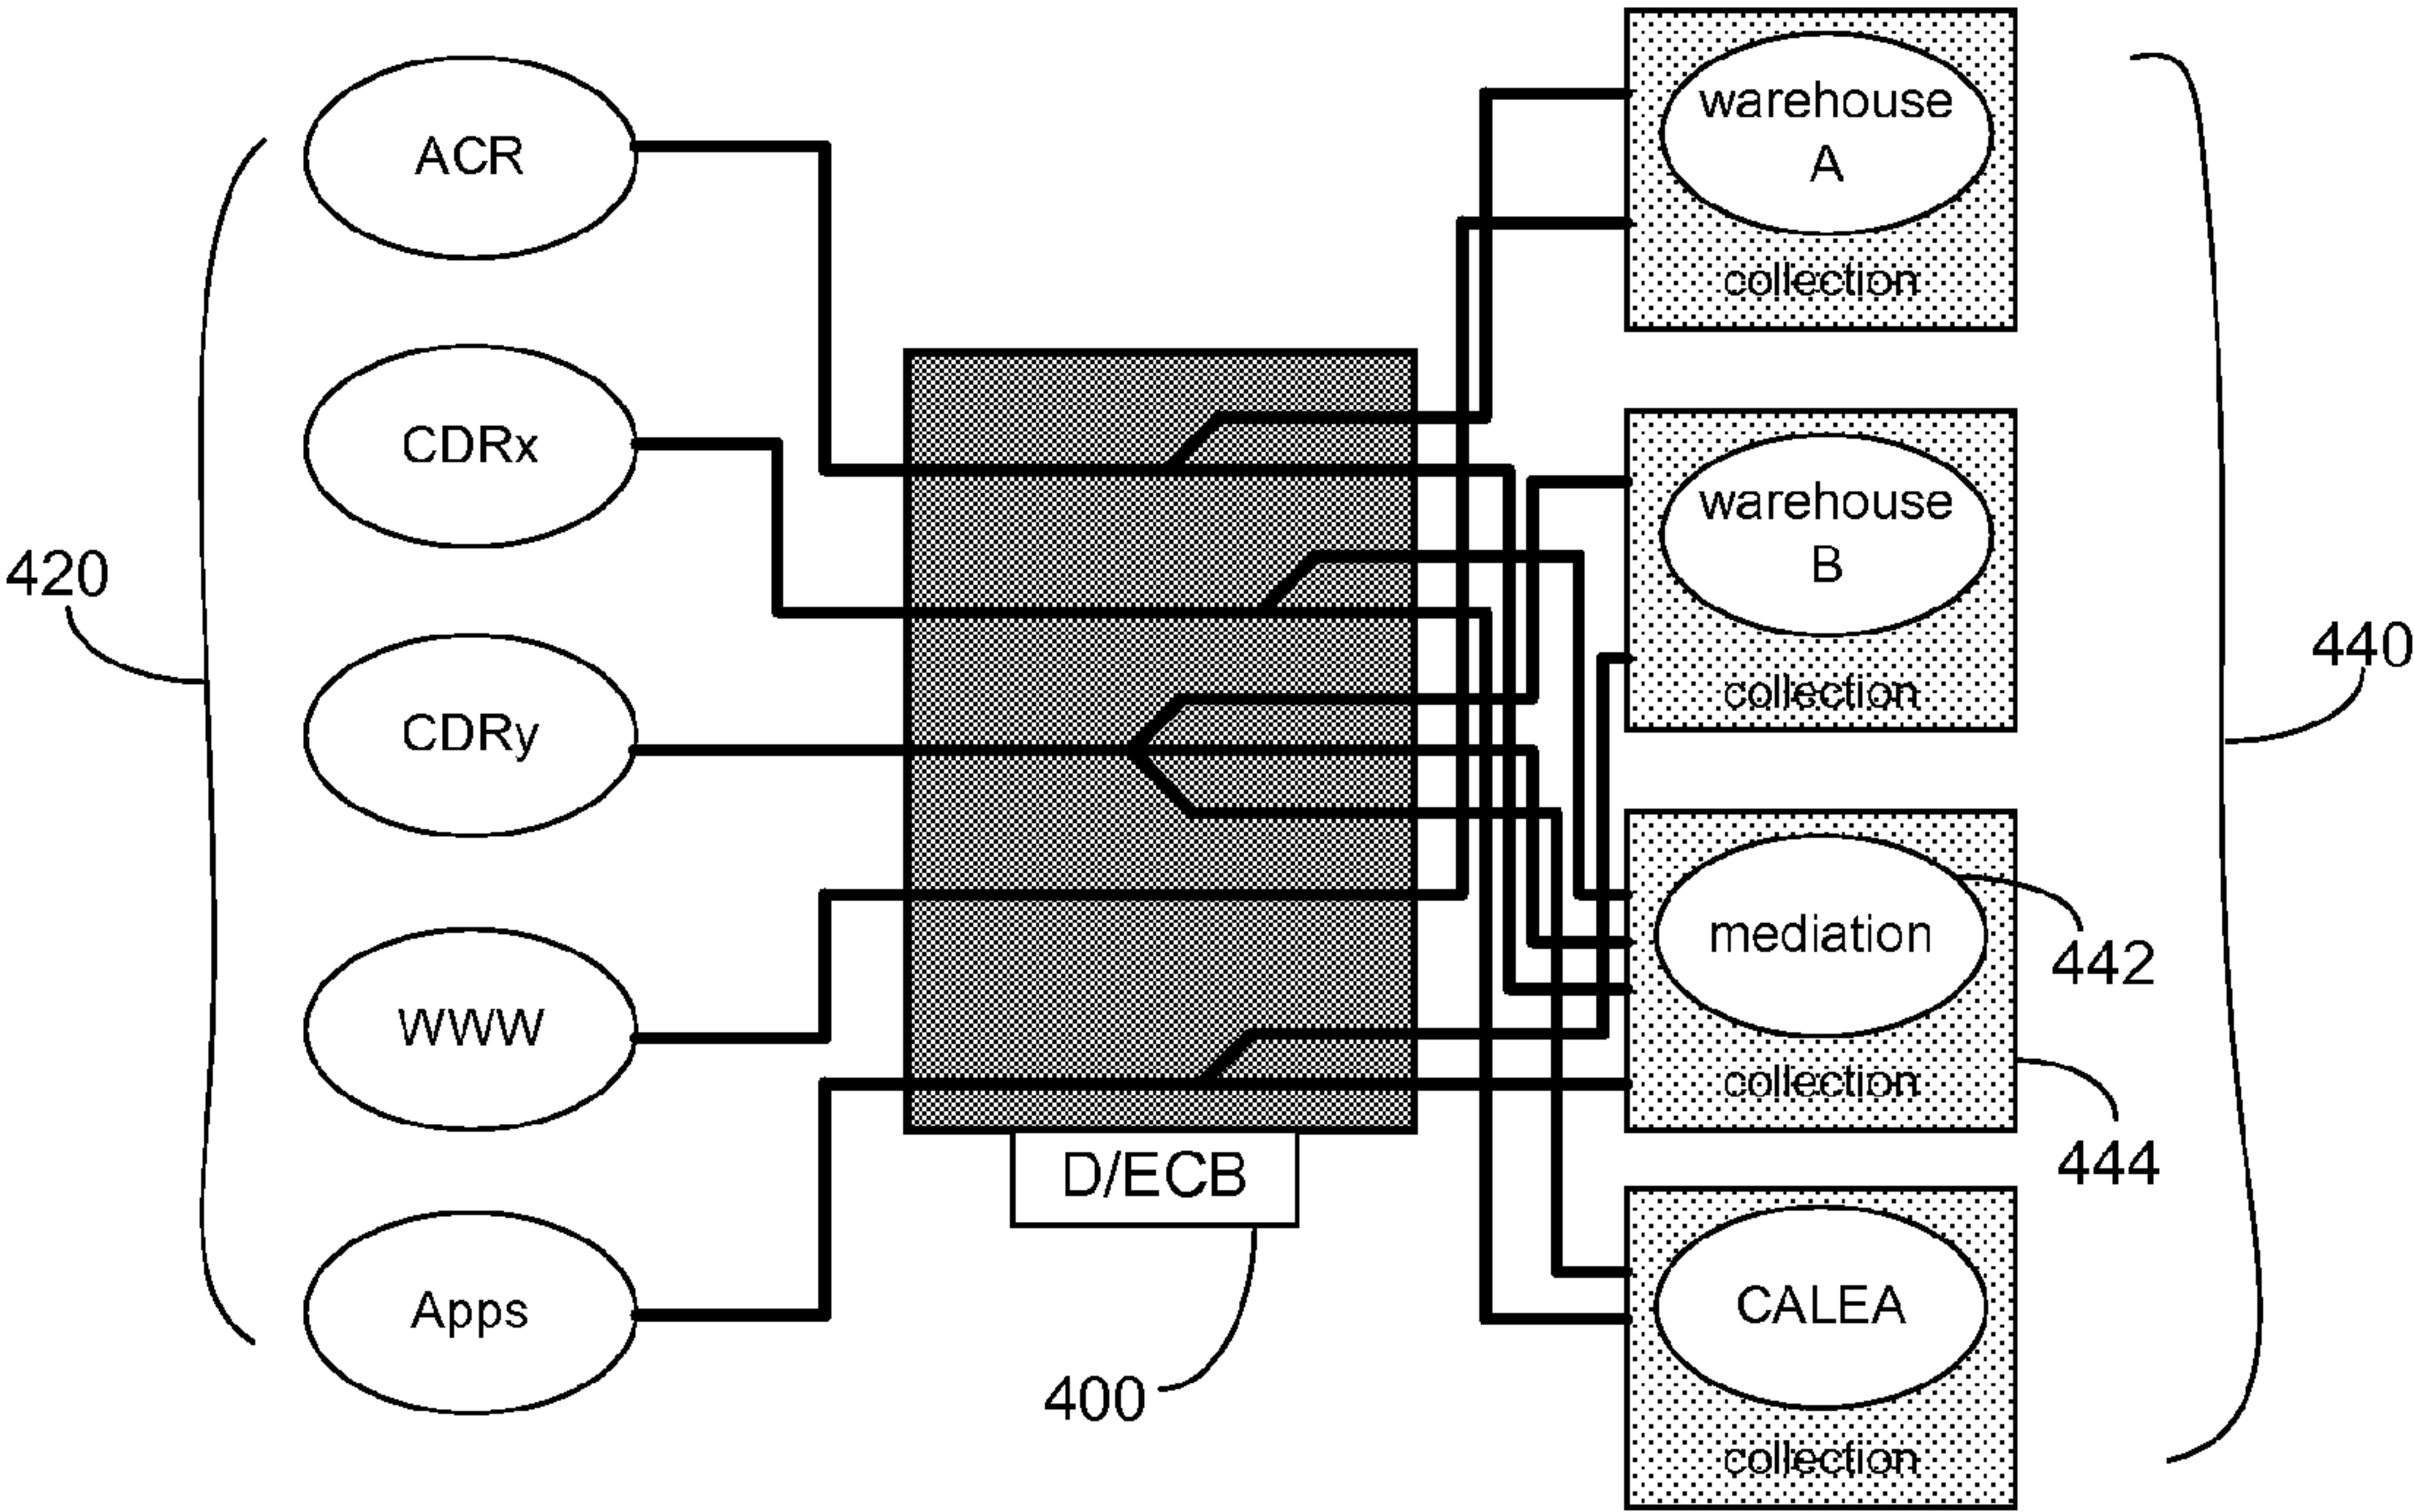 ACR
CDRx
CDRy
WWW
Apps
420
D/ECB
400
warehouse
A
collection
warehouse
B
collection
mediation
collection
CALEA
collection
442
444
440